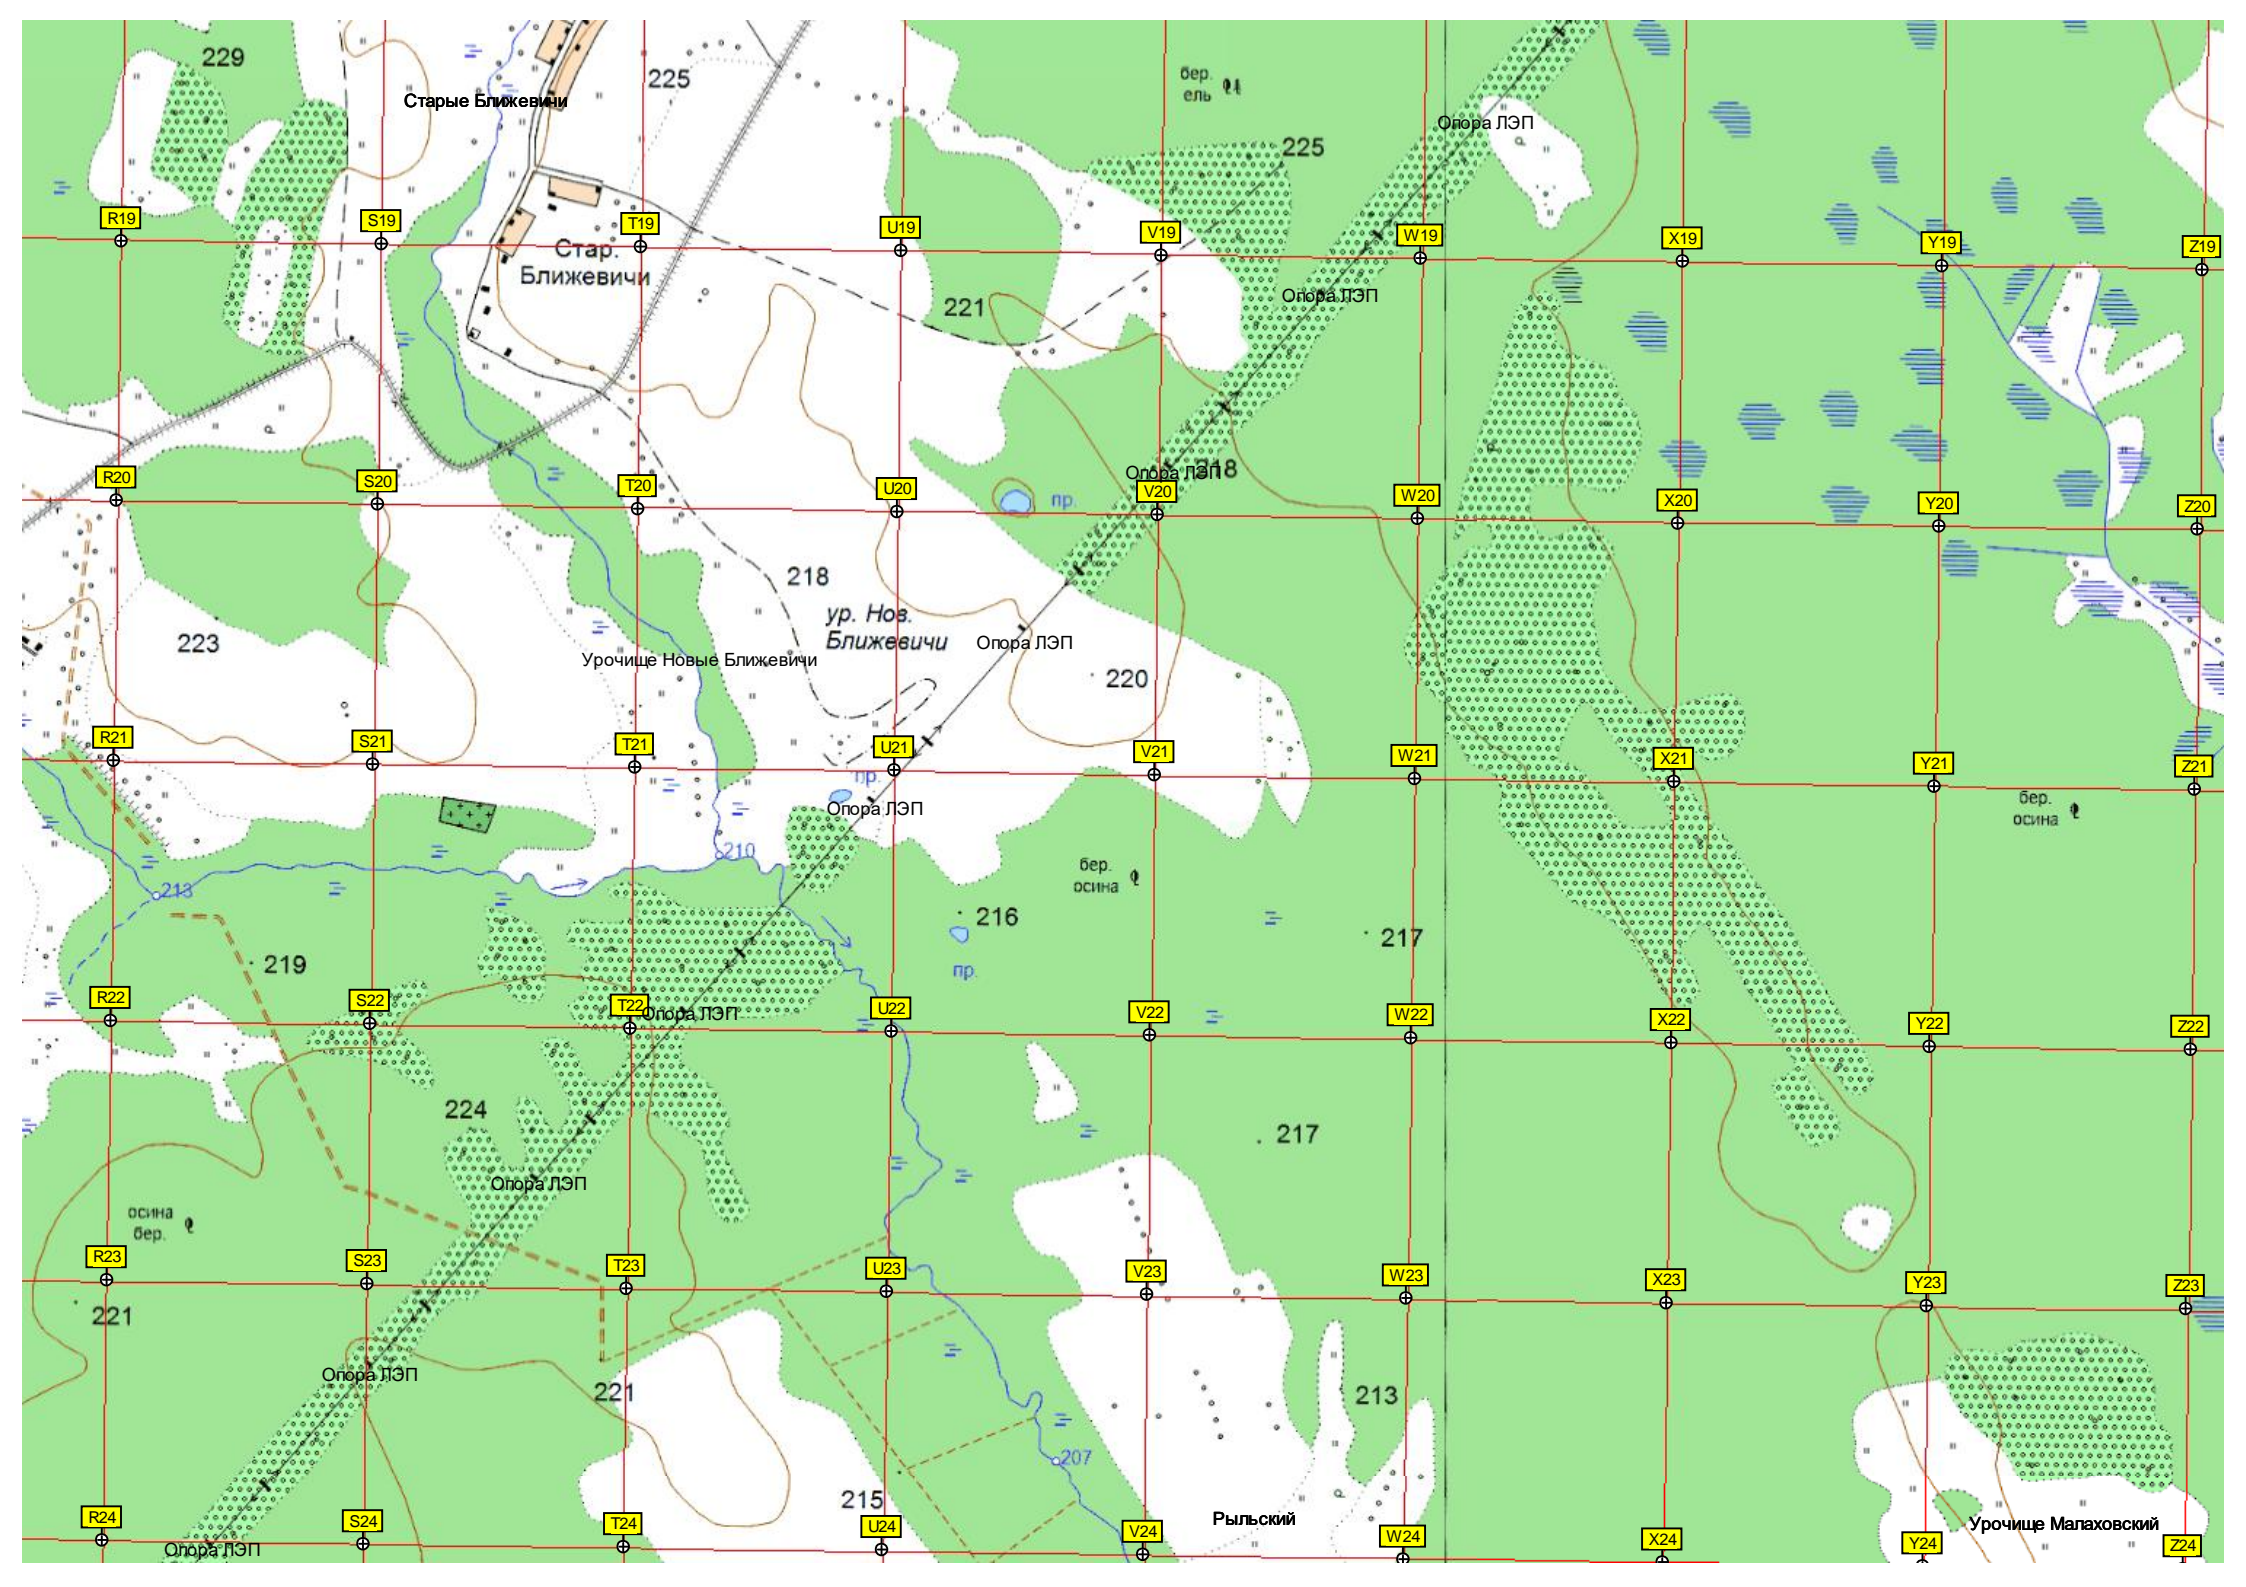 229
225
Старые Ближевичи
бер.
ель
Опора ЛЭП
225
R19
S19
T19
U19
V19
W19
X19
Y19
Z19
Стар.
Ближевичи
221
Опора ЛЭП
Опора ЛЭП
218
R20
S20
T20
U20
пр.
V20
W20
X20
Y20
Z20
218
ур. Нов.
Ближевичи
223
Опора ЛЭП
Урочище Новые Ближевичи
220
R21
S21
T21
U21
V21
W21
X21
Y21
Z21
пр.
Опора ЛЭП
бер.
осина
210
бер.
осина
213
216
217
219
пр.
R22
S22
T22
Опора ЛЭП
U22
V22
W22
X22
Y22
Z22
224
217
Опора ЛЭП
осина
бер.
R23
S23
T23
U23
V23
W23
X23
Y23
Z23
221
Опора ЛЭП
221
213
207
215
Рыльский
Урочище Малаховский
R24
S24
T24
U24
V24
W24
X24
Y24
Z24
Опора ЛЭП